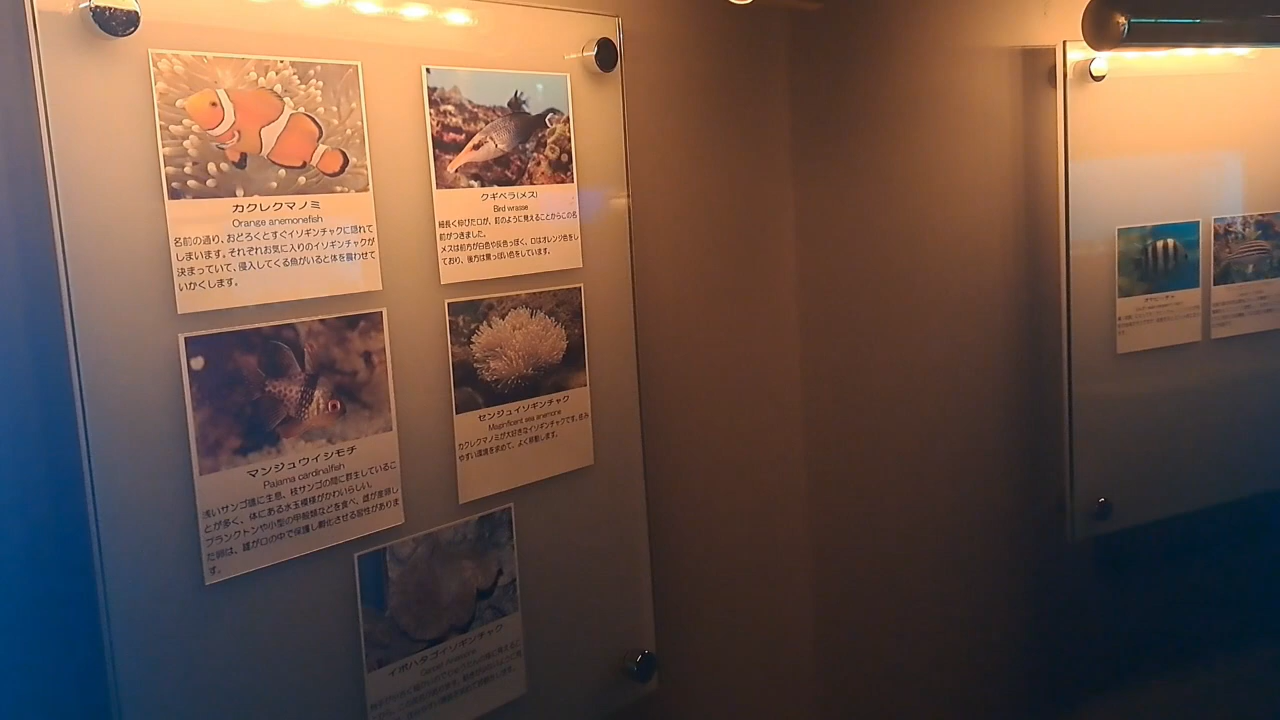 カクレクマノミ
Orange anemonefish
名前の通り、おどろくとすぐイソギンチャクに隠れて
しまいます。それぞれお気に入りのイソギンチャクが
決まっていて、侵入してくる魚がいると体を震わせて
いかくします。
クギベラ(メス)
Bird wrasse
細長く伸びた口が、釘のように見えることからこの名
前がつきました。
メスは前方が白色や灰色っぽく、口はオレンジ色をし
ており、後方は黒っぽい色をしています。
マンジュウイシモチ
Pajama cardinalfish
浅いサンゴ礁に生息、枝サンゴの間に群生しているこ
とが多く、体にある水玉模様がかわいらしい。
プランクトンや小型の甲殻類などを食べ、雌が産卵し
た卵は、雄が口の中で保護し孵化させる習性がありま
す。
センジュイソギンチャク
Magnificent sea anemone
カクレクマノミが大好きなイソギンチャクです。住み
やすい環境を求めて、よく移動します。
イボハタゴイソギンチャク